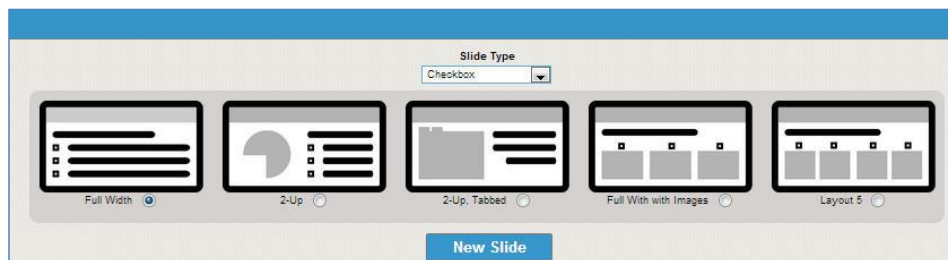 Slide Type
Checkbox
Full Width
2-Up
2-Up, Tabbed
Full With with Images
Layout 5
New Slide